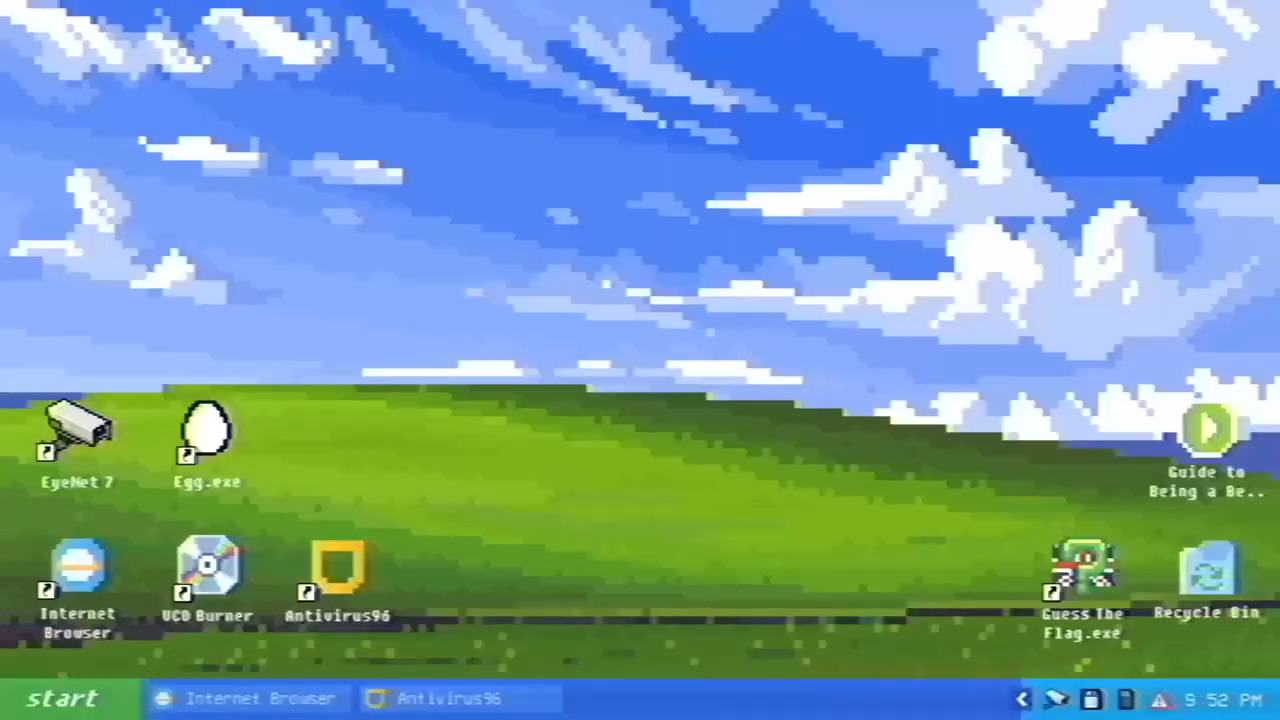 EyeNet 7
Egg.exe
Guide to
Being a Be..
Internet
Browser
UCD Burner
Antivirus96
Guess The
Flag.exe
Recycle Bin
start
Internet Browser
Antivirus96
9 52 PM